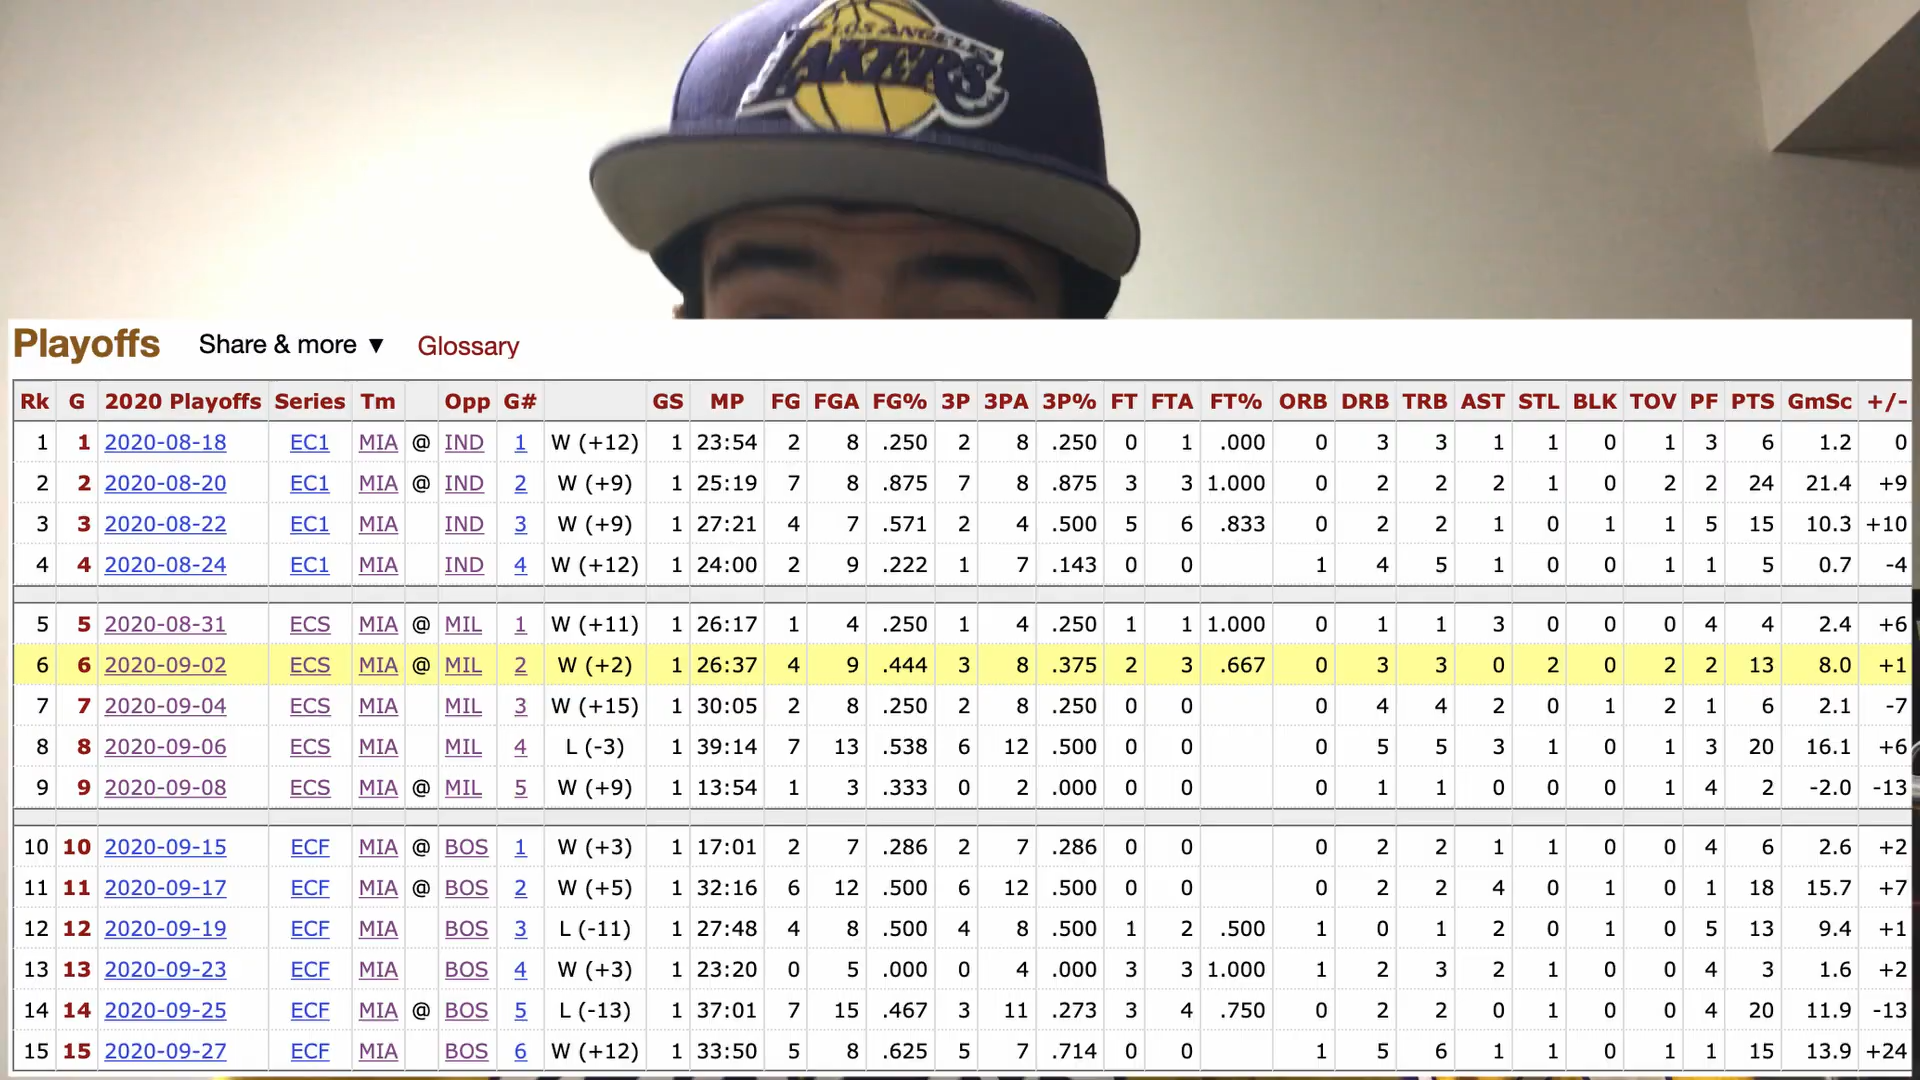 LOS ANGELES
LAKERS
Playoffs Share & more ▼ Glossary
Rk G 2020 Playoffs Series Tm Opp G# GS MP FG FGA FG% 3P 3PA 3P% FT FTA FT% ORB DRB TRB AST STL BLK TOV PF PTS GmSc +/-
1 1 2020-08-18 EC1 MIA @ IND 1 W (+12) 1 23:54 2 8 .250 2 8 .250 0 1 .000 0 3 3 1 1 0 1 3 6 1.2 0
2 2 2020-08-20 EC1 MIA @ IND 2 W (+9) 1 25:19 7 8 .875 7 8 .875 3 3 1.000 0 2 2 2 1 0 2 2 24 21.4 +9
3 3 2020-08-22 EC1 MIA IND 3 W (+9) 1 27:21 4 7 .571 2 4 .500 5 6 .833 0 2 2 1 0 1 1 5 15 10.3 +10
4 4 2020-08-24 EC1 MIA IND 4 W (+12) 1 24:00 2 9 .222 1 7 .143 0 0 1 4 5 1 0 0 1 1 5 0.7 -4
5 5 2020-08-31 ECS MIA @ MIL 1 W (+11) 1 26:17 1 4 .250 1 4 .250 1 1 1.000 0 1 1 3 0 0 0 4 4 2.4 +6
6 6 2020-09-02 ECS MIA @ MIL 2 W (+2) 1 26:37 4 9 .444 3 8 .375 2 3 .667 0 3 3 0 2 0 2 2 13 8.0 +1
7 7 2020-09-04 ECS MIA MIL 3 W (+15) 1 30:05 2 8 .250 2 8 .250 0 0 0 4 4 2 0 1 2 1 6 2.1 -7
8 8 2020-09-06 ECS MIA MIL 4 L (-3) 1 39:14 7 13 .538 6 12 .500 0 0 0 5 5 3 1 0 1 3 20 16.1 +6
9 9 2020-09-08 ECS MIA @ MIL 5 W (+9) 1 13:54 1 3 .333 0 2 .000 0 0 0 1 1 0 0 0 1 4 2 -2.0 -13
10 10 2020-09-15 ECF MIA @ BOS 1 W (+3) 1 17:01 2 7 .286 2 7 .286 0 0 0 2 2 1 1 0 0 4 6 2.6 +2
11 11 2020-09-17 ECF MIA @ BOS 2 W (+5) 1 32:16 6 12 .500 6 12 .500 0 0 0 2 2 4 0 1 0 1 18 15.7 +7
12 12 2020-09-19 ECF MIA BOS 3 L (-11) 1 27:48 4 8 .500 4 8 .500 1 2 .500 1 0 1 2 0 1 0 5 13 9.4 +1
13 13 2020-09-23 ECF MIA BOS 4 W (+3) 1 23:20 0 5 .000 0 4 .000 3 3 1.000 1 2 3 2 1 0 0 4 3 1.6 +2
14 14 2020-09-25 ECF MIA @ BOS 5 L (-13) 1 37:01 7 15 .467 3 11 .273 3 4 .750 0 2 2 0 1 0 0 4 20 11.9 -13
15 15 2020-09-27 ECF MIA BOS 6 W (+12) 1 33:50 5 8 .625 5 7 .714 0 0 1 5 6 1 1 0 1 1 15 13.9 +24